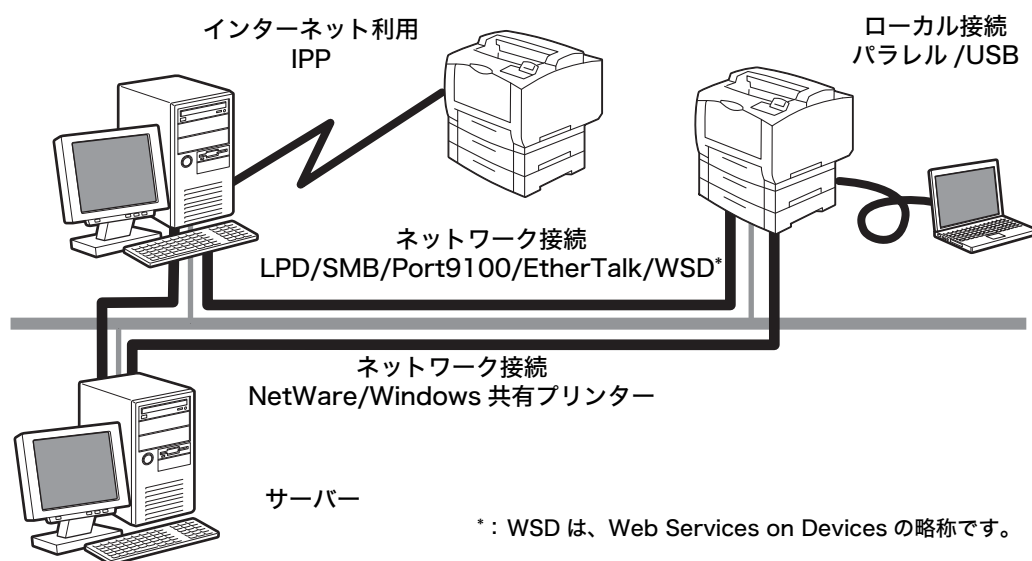 インターネット利用
IPP
ローカル接続
パラレル /USB
ネットワーク接続
LPD/SMB/Port9100/EtherTalk/WSD*
ネットワーク接続
NetWare/Windows 共有プリンター
サーバー
*：WSD は、Web Services on Devices の略称です。